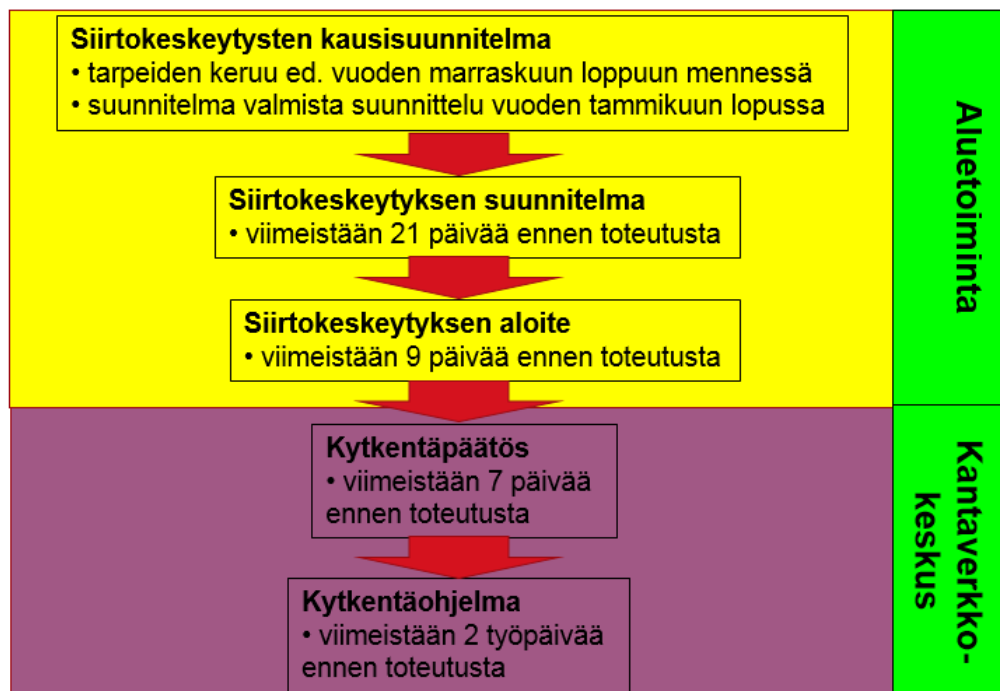 Siirtokeskeytysten kausisuunnitelma
• tarpeiden keruu ed. vuoden marraskuun loppuun mennessä
• suunnitelma valmista suunnittelu vuoden tammikuun lopussa
Siirtokeskeytyksen suunnitelma
• viimeistään 21 päivää ennen toteutusta
Siirtokeskeytyksen aloite
• viimeistään 9 päivää ennen toteutusta
Aluetoiminta
Kytkentäpäätös
• viimeistään 7 päivää
ennen toteutusta
Kytkentäohjelma
• viimeistään 2 työpäivää
ennen toteutusta
Kantaverkko-
keskus